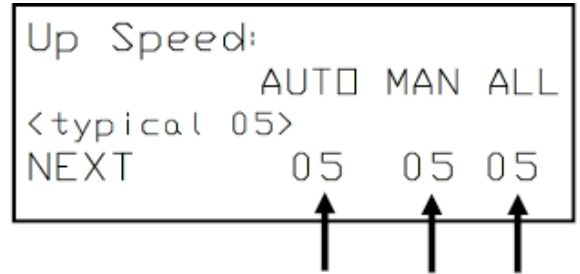 Up Speed:
AUTO MAN ALL
<typical 05>
NEXT 05 05 05